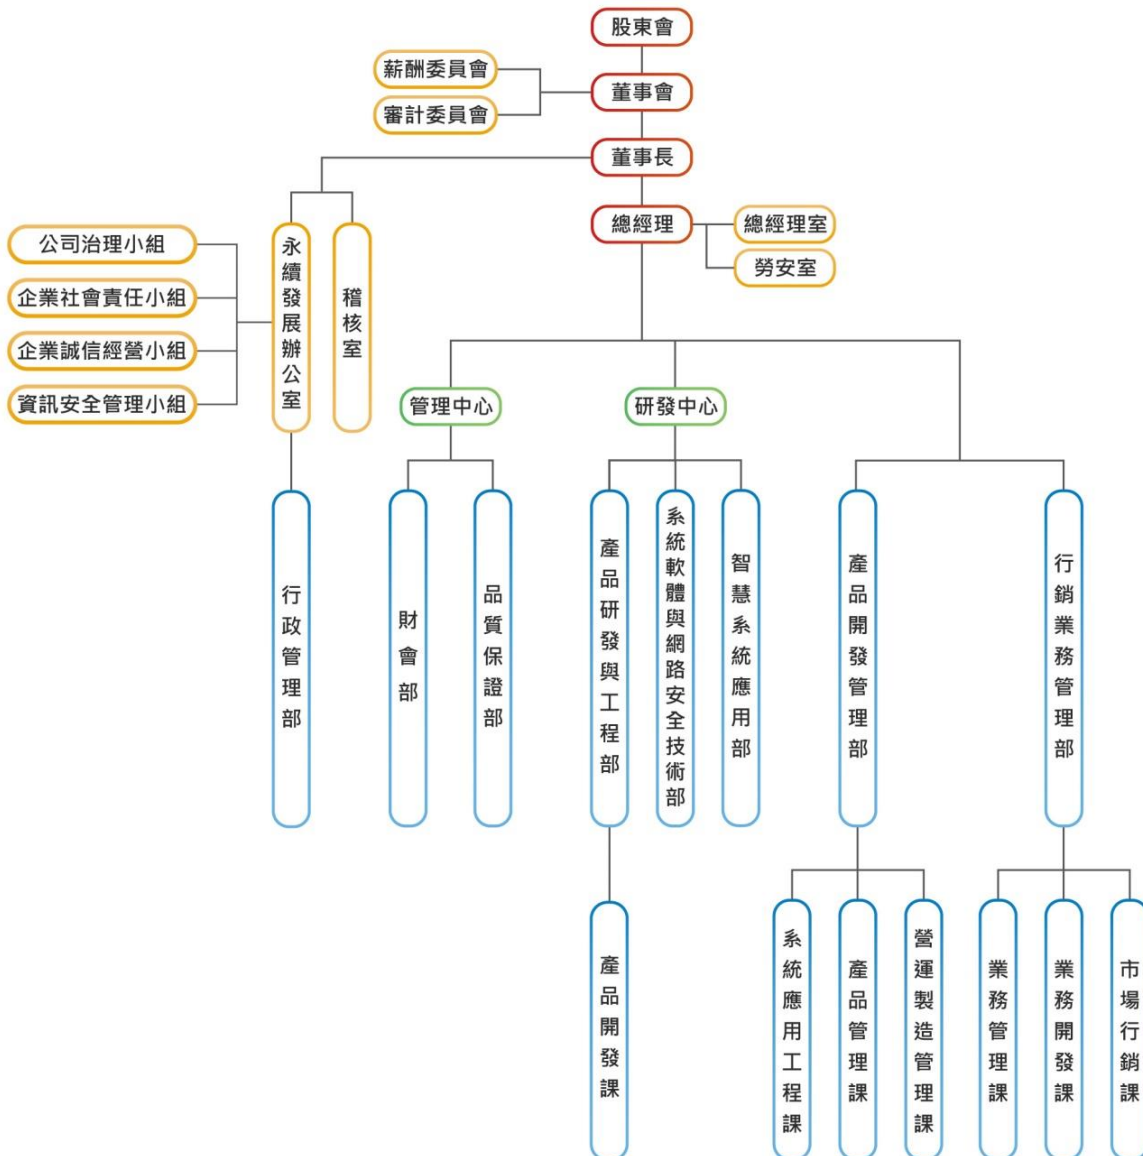 股東會
薪酬委員會
審計委員會
董事會
董事長
總經理
總經理室
勞安室
公司治理小組
企業社會責任小組
企業誠信經營小組
資訊安全管理小組
永續發展辦公室
稽核室
管理中心
研發中心
行政管理部
財會部
品質保證部
產品研發與工程部
系統軟體與網路安全技術部
智慧系統應用部
產品開發管理部
行銷業務管理部
產品開發課
系統應用工程課
產品管理課
營運製造管理課
業務管理課
業務開發課
市場行銷課